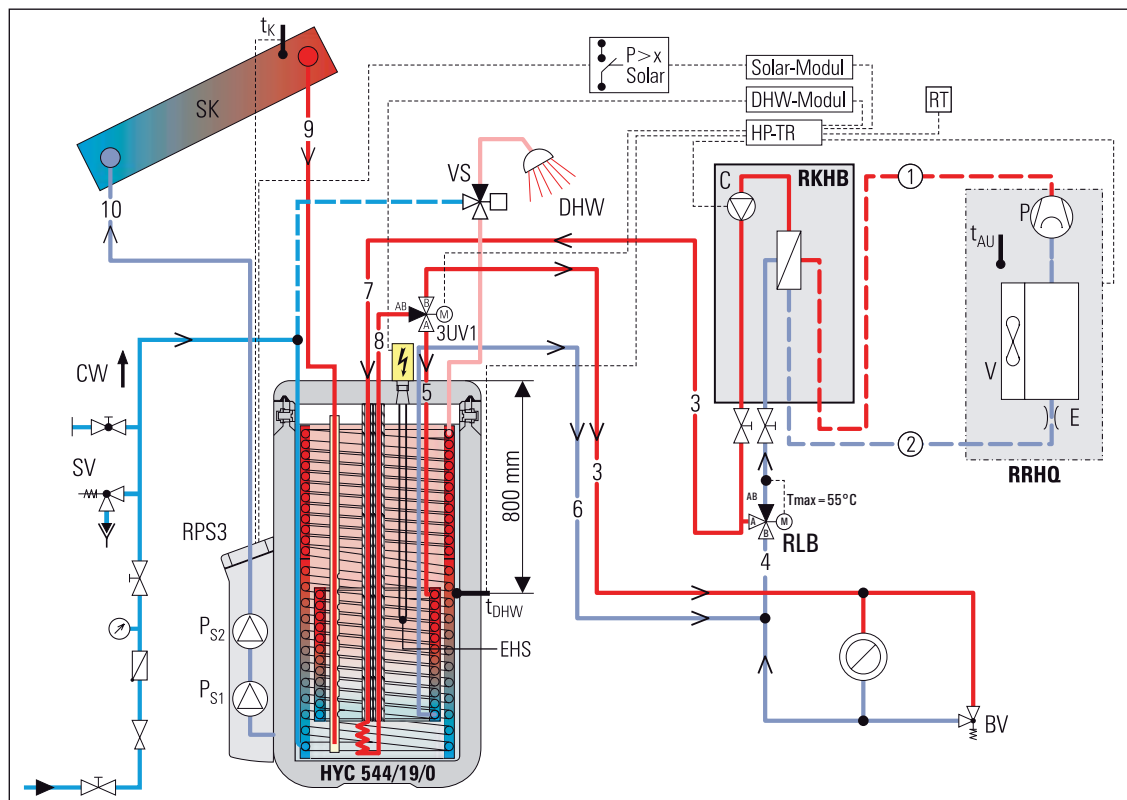 tK
P > x
Solar
Solar-Modul
DHW-Modul
HP-TR
RT
SK
9
10
VS
DHW
C
RKHB
1
P
tAU
V
E
2
RRHQ
7
8
AB
B
A
M
3UV1
5
CW
SV
RPS3
PS2
PS1
800 mm
tDHW
EHS
3
6
3
AB
A
B
M
Tmax = 55°C
RLB
4
BV
HYC 544/19/0